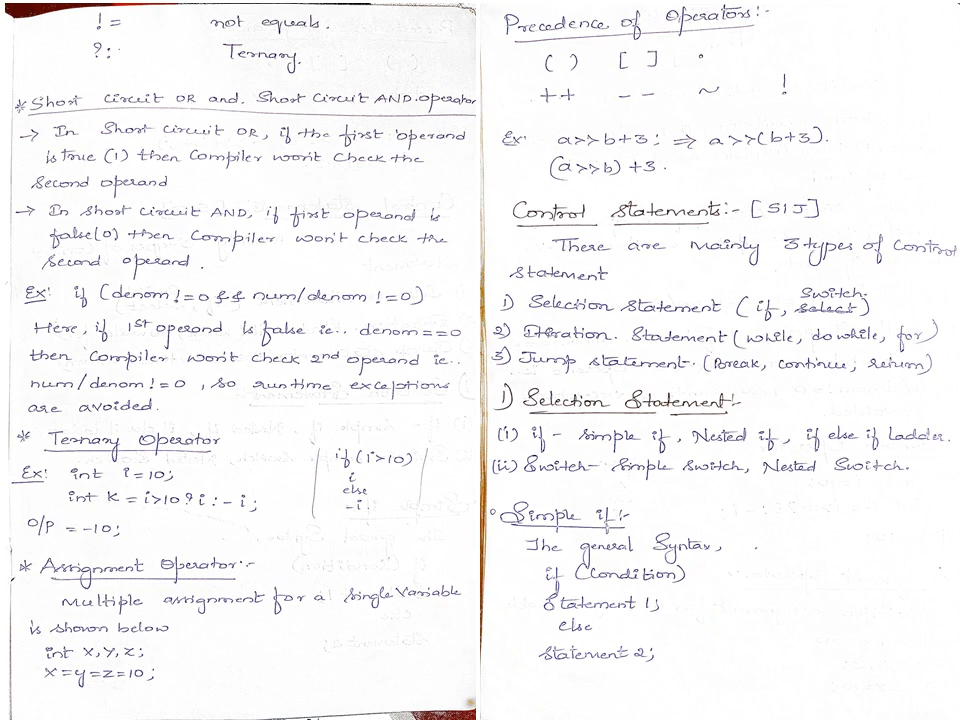 != not equals.
?: Ternary.
* Short Circuit OR and. Short Circuit AND.operator
→ In Short Circuit OR, if the first operand
is true (1) then Compiler won't Check the
Second operand
→ In Short Circuit AND, if first operand is
false(0) then Compiler won't check the
Second operand.
Ex: if (denom!=0 && num/denom!=0)
Here, if 1st operand is false ie.. denom==0
then Compiler won't check 2nd operand ie..
num/denom!=0, so runtime exceptions
are avoided.
* Ternary Operator
Ex: int i=10;
int K = i>10?i:-i;
O/P = -10;
if(i>10)
i
else
-i
* Assignment Operator:-
Multiple assignment for a single Variable
is shown below
int x,y,z;
x=y=z=10;
Precedence of Operators:-
( ) [ ] .
++ -- ~ !
Ex: a>>b+3; ⇒ a>>(b+3).
(a>>b)+3.
Control Statements:- [SIJ]
There are Mainly 3 types of Control
Statement
1) Selection Statement (if, Switch)
2) Iteration. Statement (while, do while, for)
3) Jump statement. (Break, continue; return)
1) Selection Statement:-
(i) if - simple if, Nested if, if else if Ladder.
(ii) Switch- Simple Switch, Nested Switch.
° Simple if:-
The general Syntax,
if (Condition)
Statement 1;
else
statement 2;